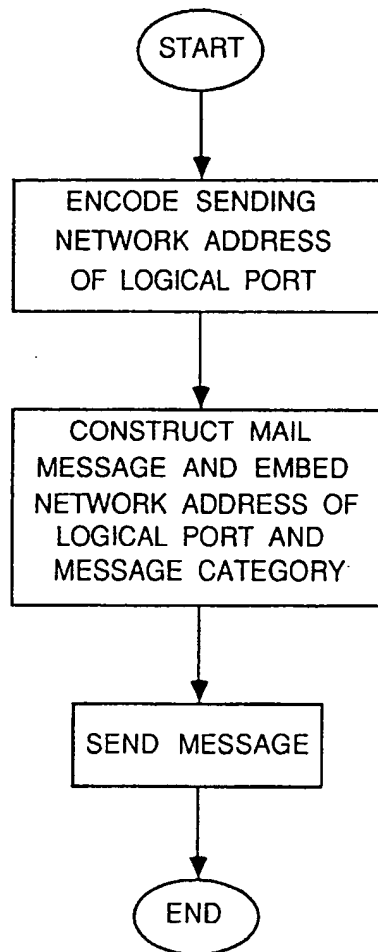 START
ENCODE SENDING
NETWORK ADDRESS
OF LOGICAL PORT
CONSTRUCT MAIL
MESSAGE AND EMBED
NETWORK ADDRESS OF
LOGICAL PORT AND
MESSAGE CATEGORY
SEND MESSAGE
END